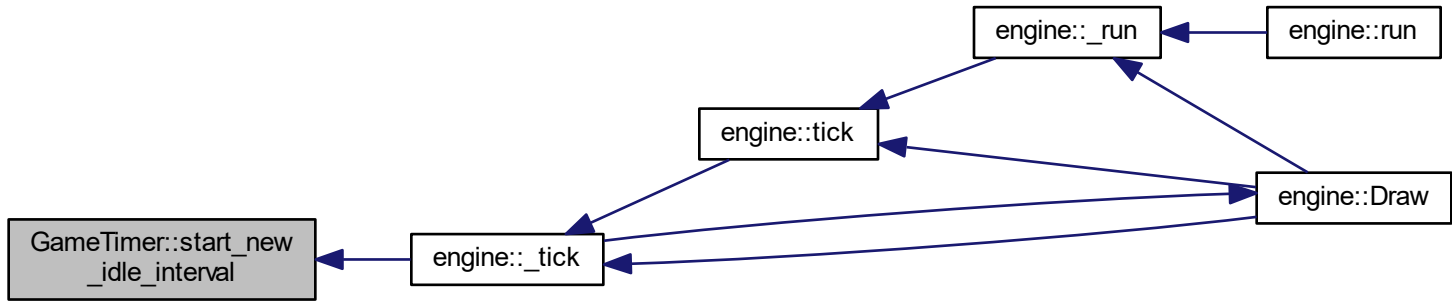 engine::_run
engine::run
engine::tick
engine::Draw
GameTimer::start_new
_idle_interval
engine::_tick